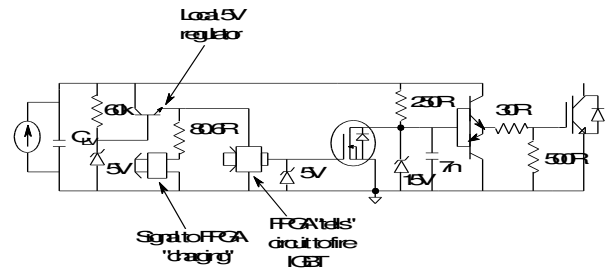 Local 5V
regulator
60k
C LV
806R
5V
250R
30R
500R
5V
15V
7n
Signal to FPGA
"charging"
FPGA "tells"
circuit to fire
IGBT